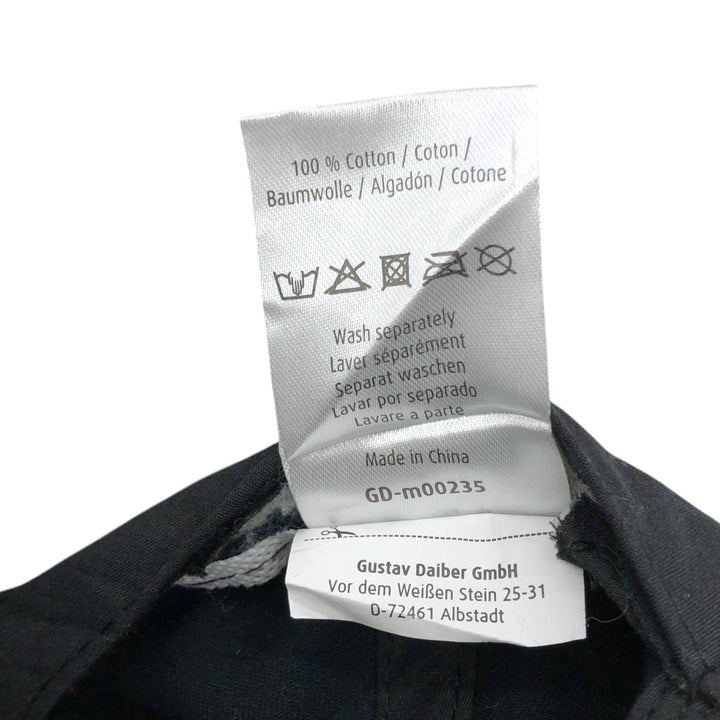 100 % Cotton / Coton /
Baumwolle / Algadón / Cotone
Wash separately
Laver séparément
Separat waschen
Lavar por separado
Lavare a parte
Made in China
GD-m00235
Gustav Daiber GmbH
Vor dem Weißen Stein 25-31
D-72461 Albstadt